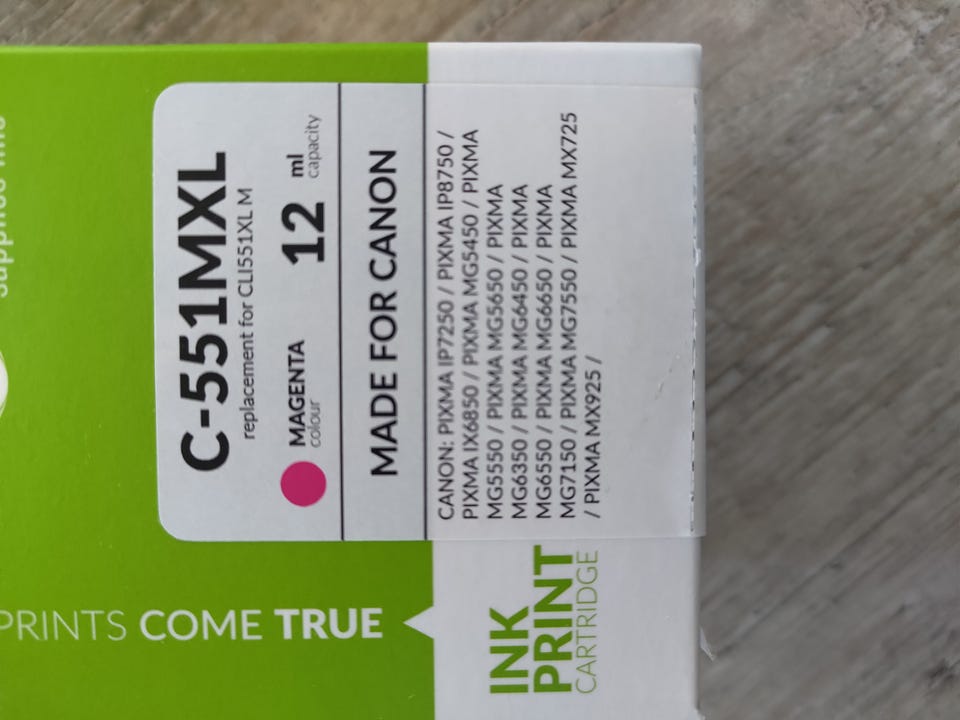 C-551MXL
replacement for CLI551XL M
MAGENTA
colour
12 ml
capacity
MADE FOR CANON
CANON: PIXMA IP7250 / PIXMA IP8750 /
PIXMA IX6850 / PIXMA MG5450 / PIXMA
MG5550 / PIXMA MG5650 / PIXMA
MG6350 / PIXMA MG6450 / PIXMA
MG6550 / PIXMA MG6650 / PIXMA
MG7150 / PIXMA MG7550 / PIXMA MX725
/ PIXMA MX925 /
PRINTS COME TRUE
INK
PRINT
CARTRIDGE